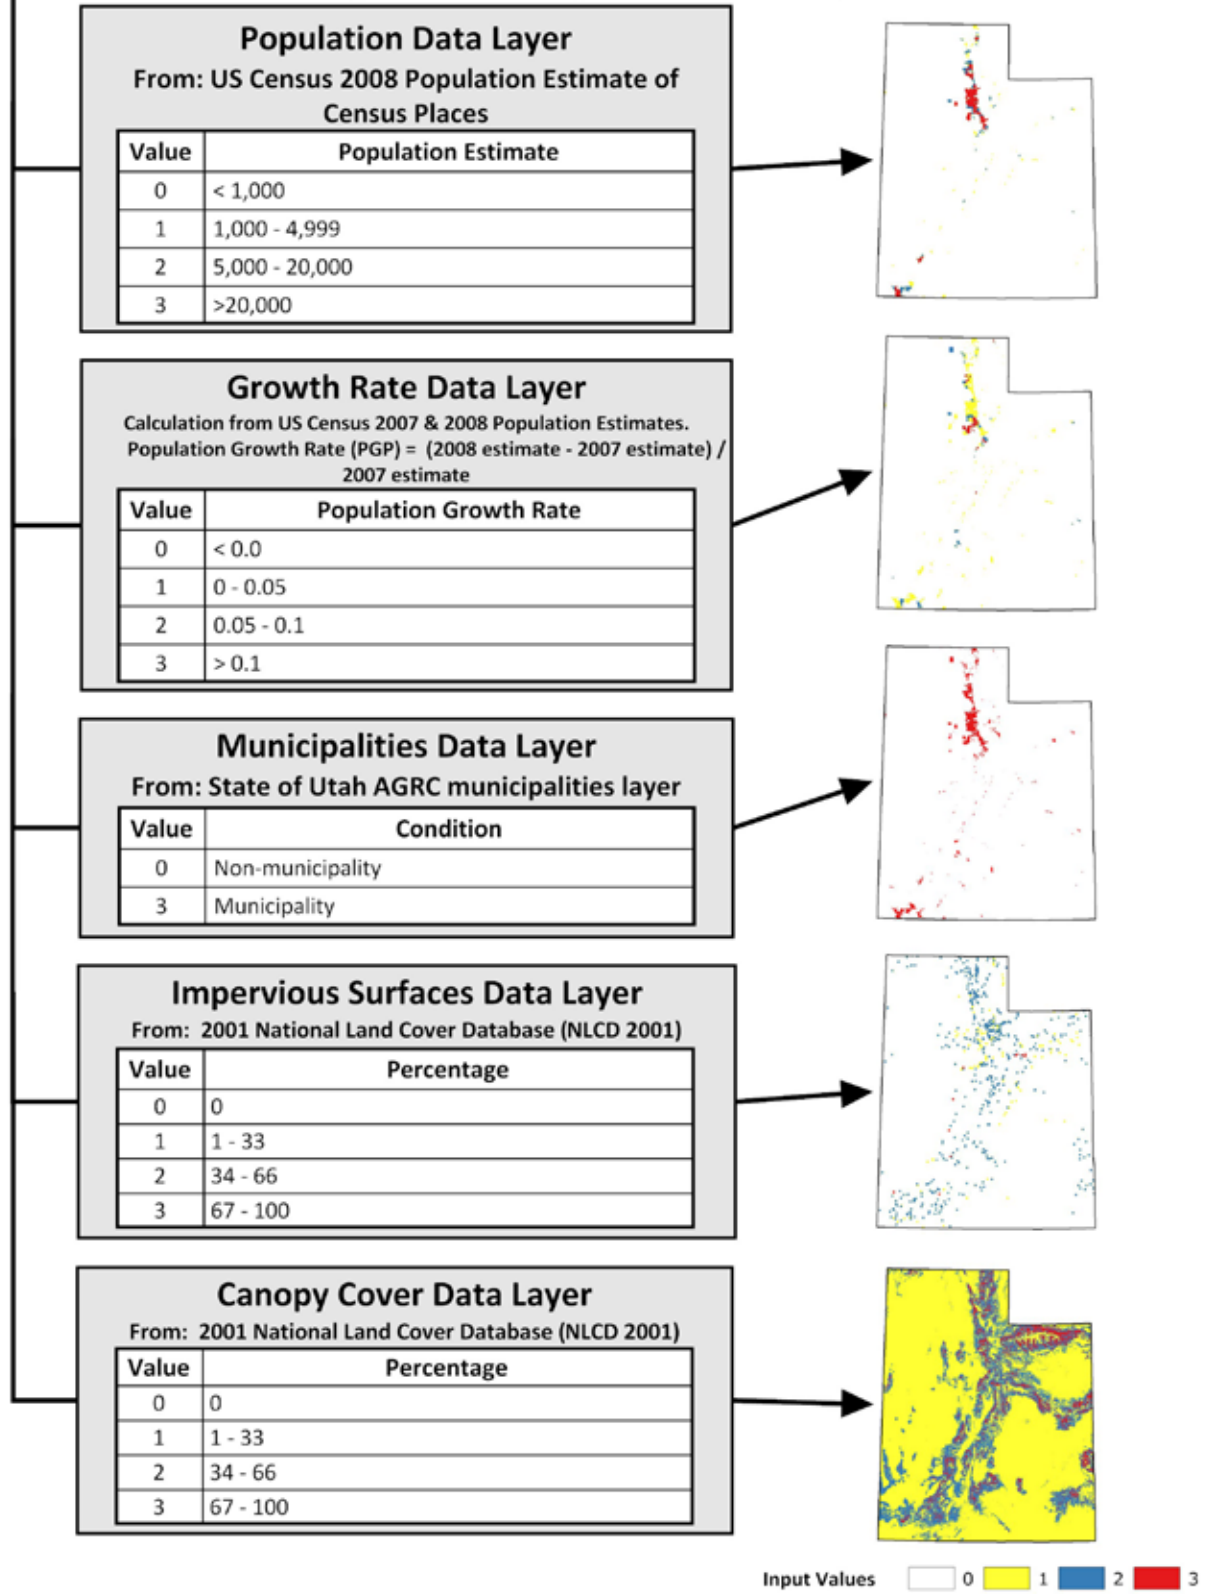 Population Data Layer
From: US Census 2008 Population Estimate of
Census Places
Value Population Estimate
0 < 1,000
1 1,000 - 4,999
2 5,000 - 20,000
3 >20,000
Growth Rate Data Layer
Calculation from US Census 2007 & 2008 Population Estimates.
Population Growth Rate (PGP) = (2008 estimate - 2007 estimate) /
2007 estimate
Value Population Growth Rate
0 < 0.0
1 0 - 0.05
2 0.05 - 0.1
3 > 0.1
Municipalities Data Layer
From: State of Utah AGRC municipalities layer
Value Condition
0 Non-municipality
3 Municipality
Impervious Surfaces Data Layer
From: 2001 National Land Cover Database (NLCD 2001)
Value Percentage
0 0
1 1 - 33
2 34 - 66
3 67 - 100
Canopy Cover Data Layer
From: 2001 National Land Cover Database (NLCD 2001)
Value Percentage
0 0
1 1 - 33
2 34 - 66
3 67 - 100
Input Values 0 1 2 3